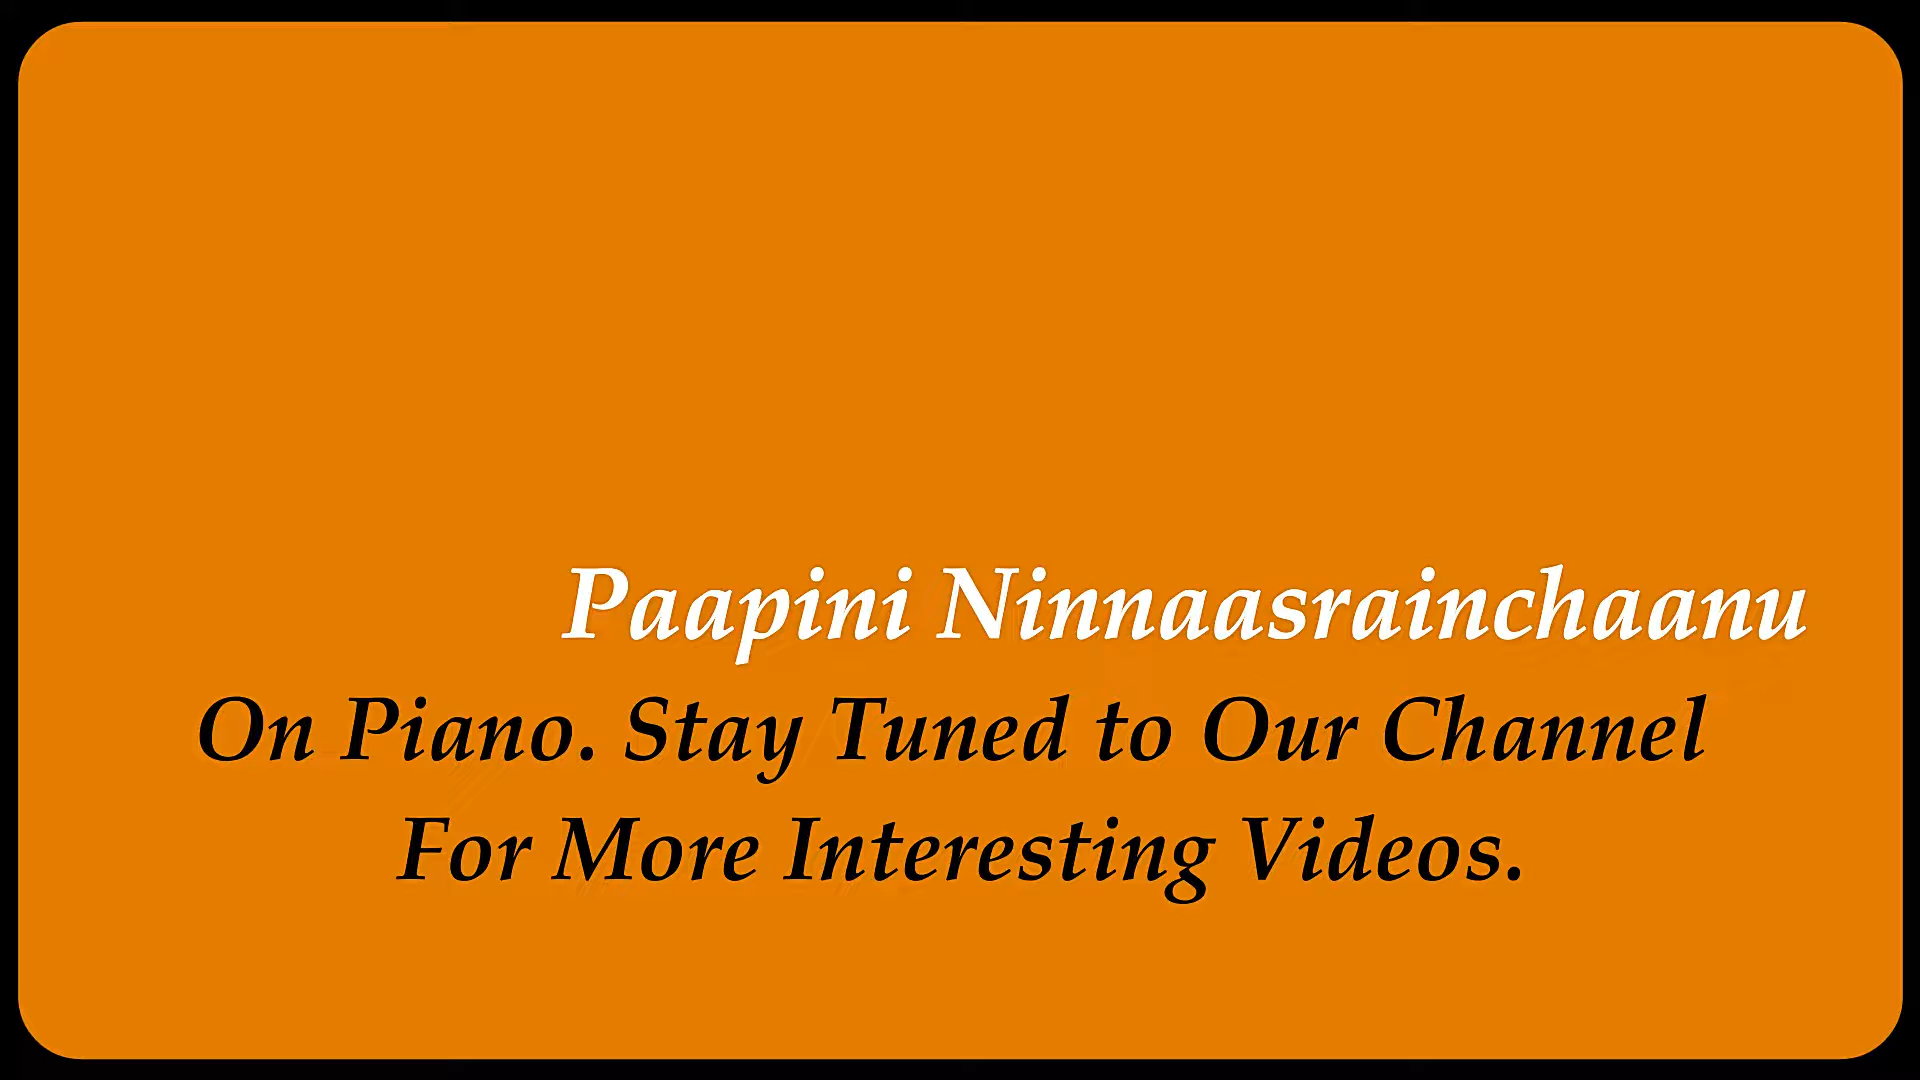 Paapini Ninnaasrainchaanu
On Piano. Stay Tuned to Our Channel
For More Interesting Videos.